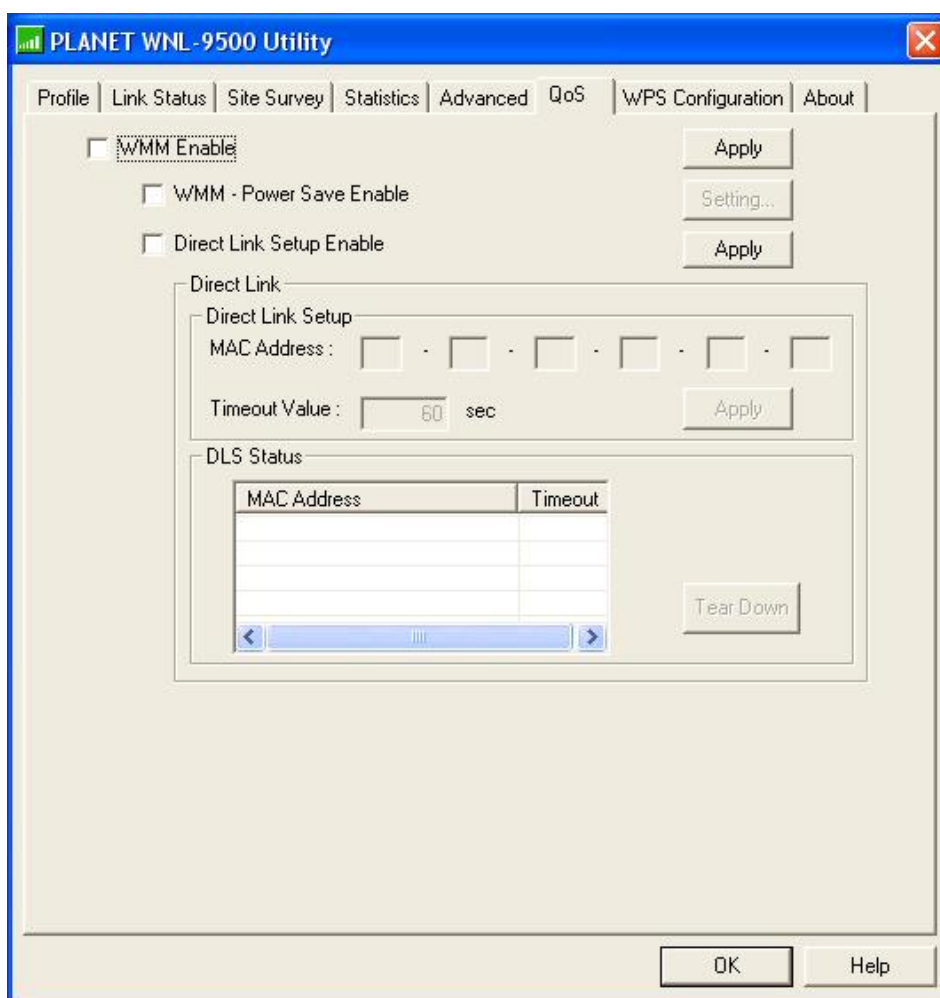 PLANET WNL-9500 Utility
Profile Link Status Site Survey Statistics Advanced QoS WPS Configuration About
WMM Enable Apply
WMM - Power Save Enable Setting...
Direct Link Setup Enable Apply
Direct Link
Direct Link Setup
MAC Address : - - - - -
Timeout Value : 60 sec Apply
DLS Status
MAC Address Timeout
Tear Down
OK Help